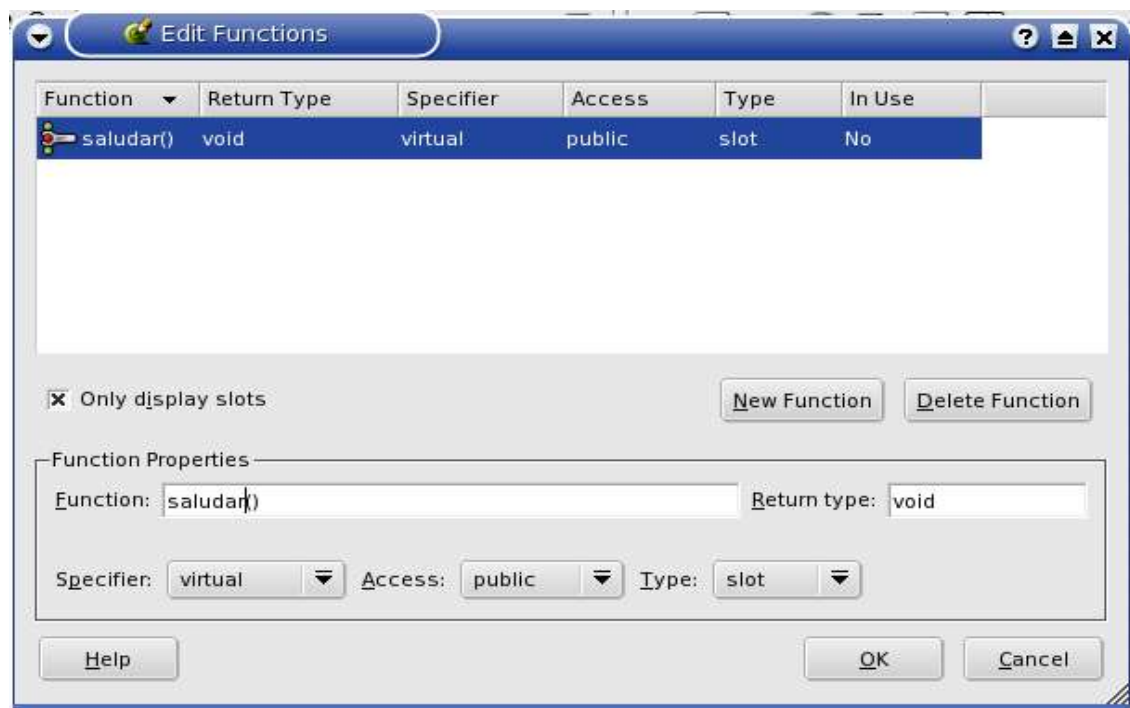 Edit Functions
Function Return Type Specifier Access Type In Use
saludar() void virtual public slot No
Only display slots New Function Delete Function
Function Properties
Function: saludar() Return type: void
Specifier: virtual Access: public Type: slot
Help OK Cancel